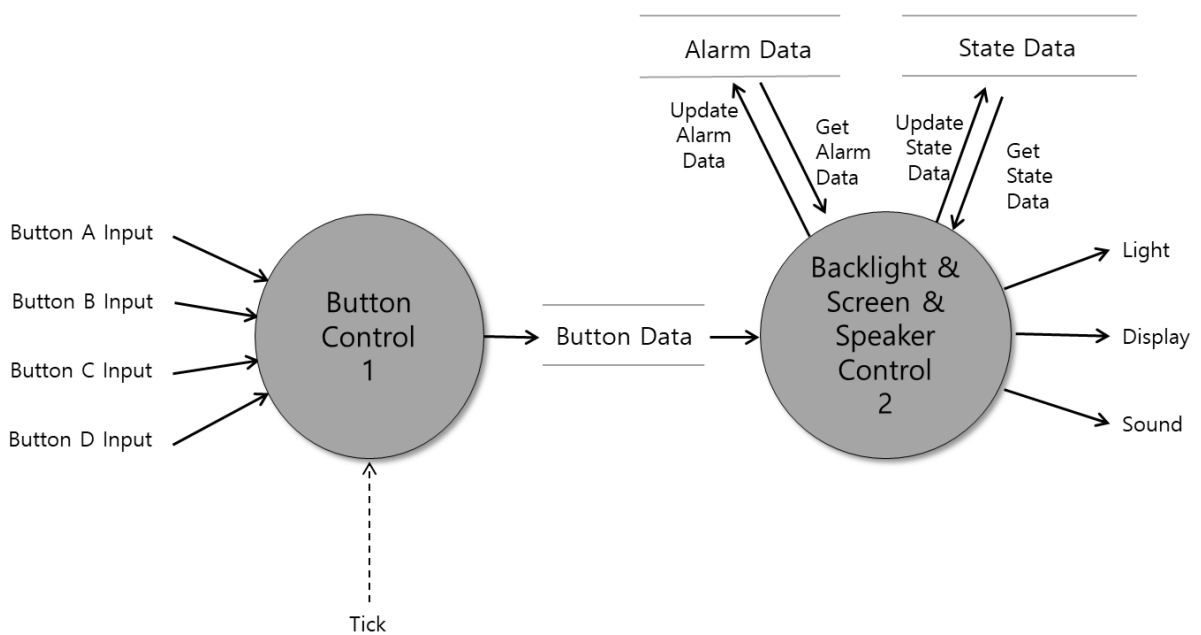 Alarm Data
State Data
Update
Alarm
Data
Get
Alarm
Data
Update
State
Data
Get
State
Data
Button A Input
Button B Input
Button C Input
Button D Input
Button
Control
1
Button Data
Backlight &
Screen &
Speaker
Control
2
Light
Display
Sound
Tick